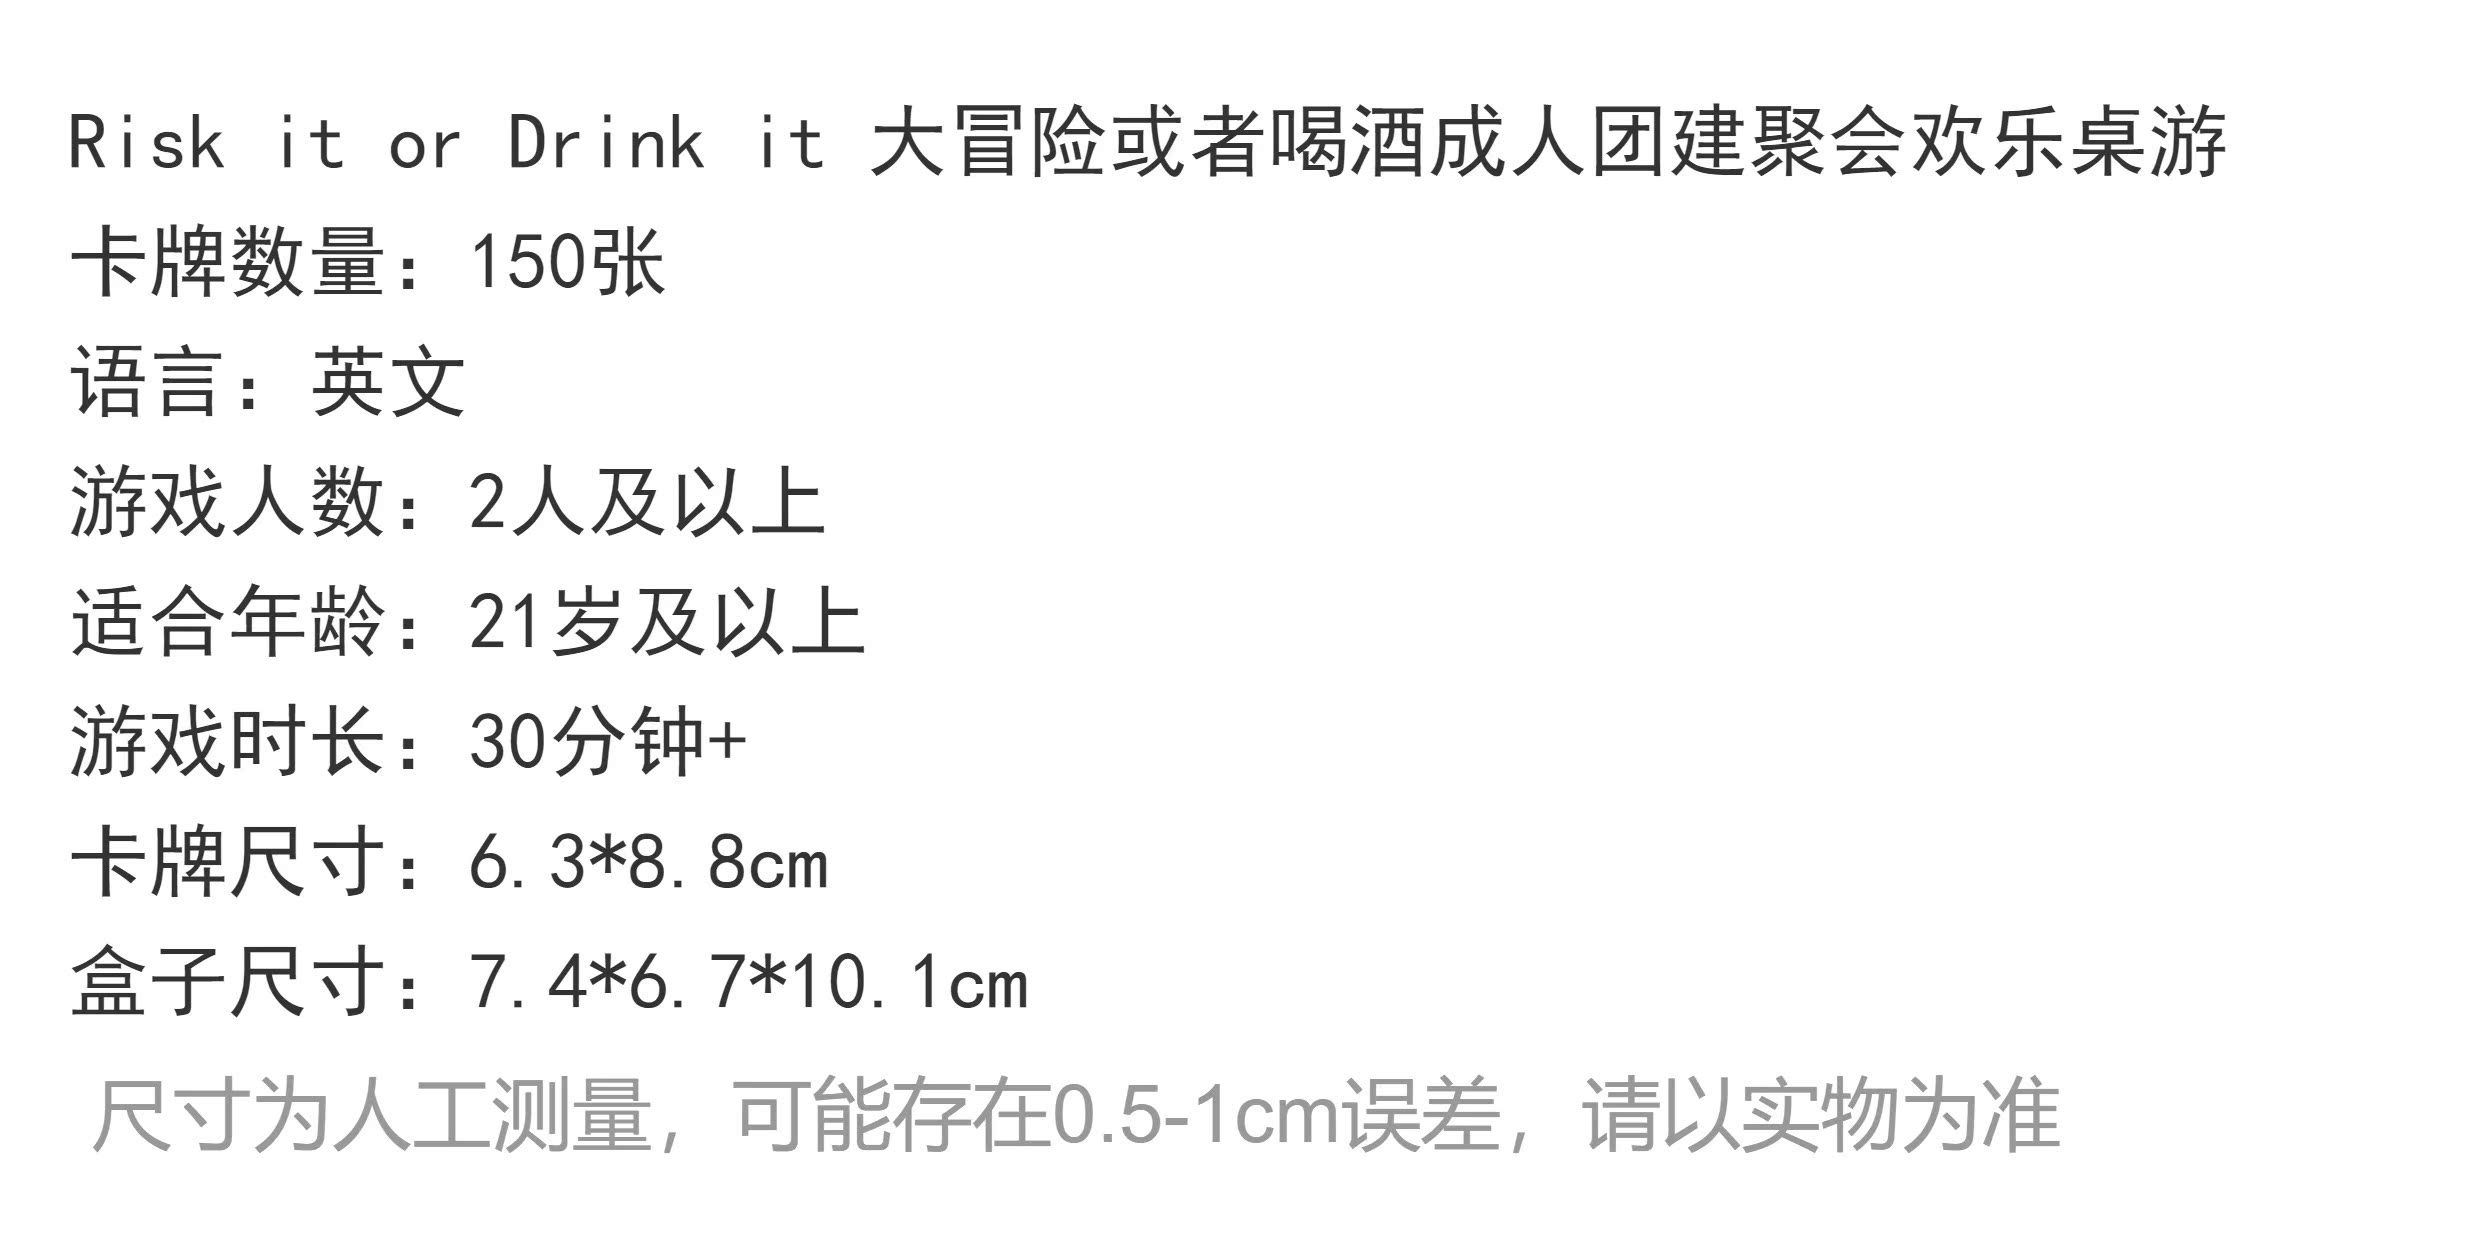 Risk it or Drink it 大冒险或者喝酒成人团建聚会欢乐桌游
卡牌数量：150张
语言：英文
游戏人数：2人及以上
适合年龄：21岁及以上
游戏时长：30分钟+
卡牌尺寸：6.3*8.8cm
盒子尺寸：7.4*6.7*10.1cm
尺寸为人工测量，可能存在0.5-1cm误差，请以实物为准